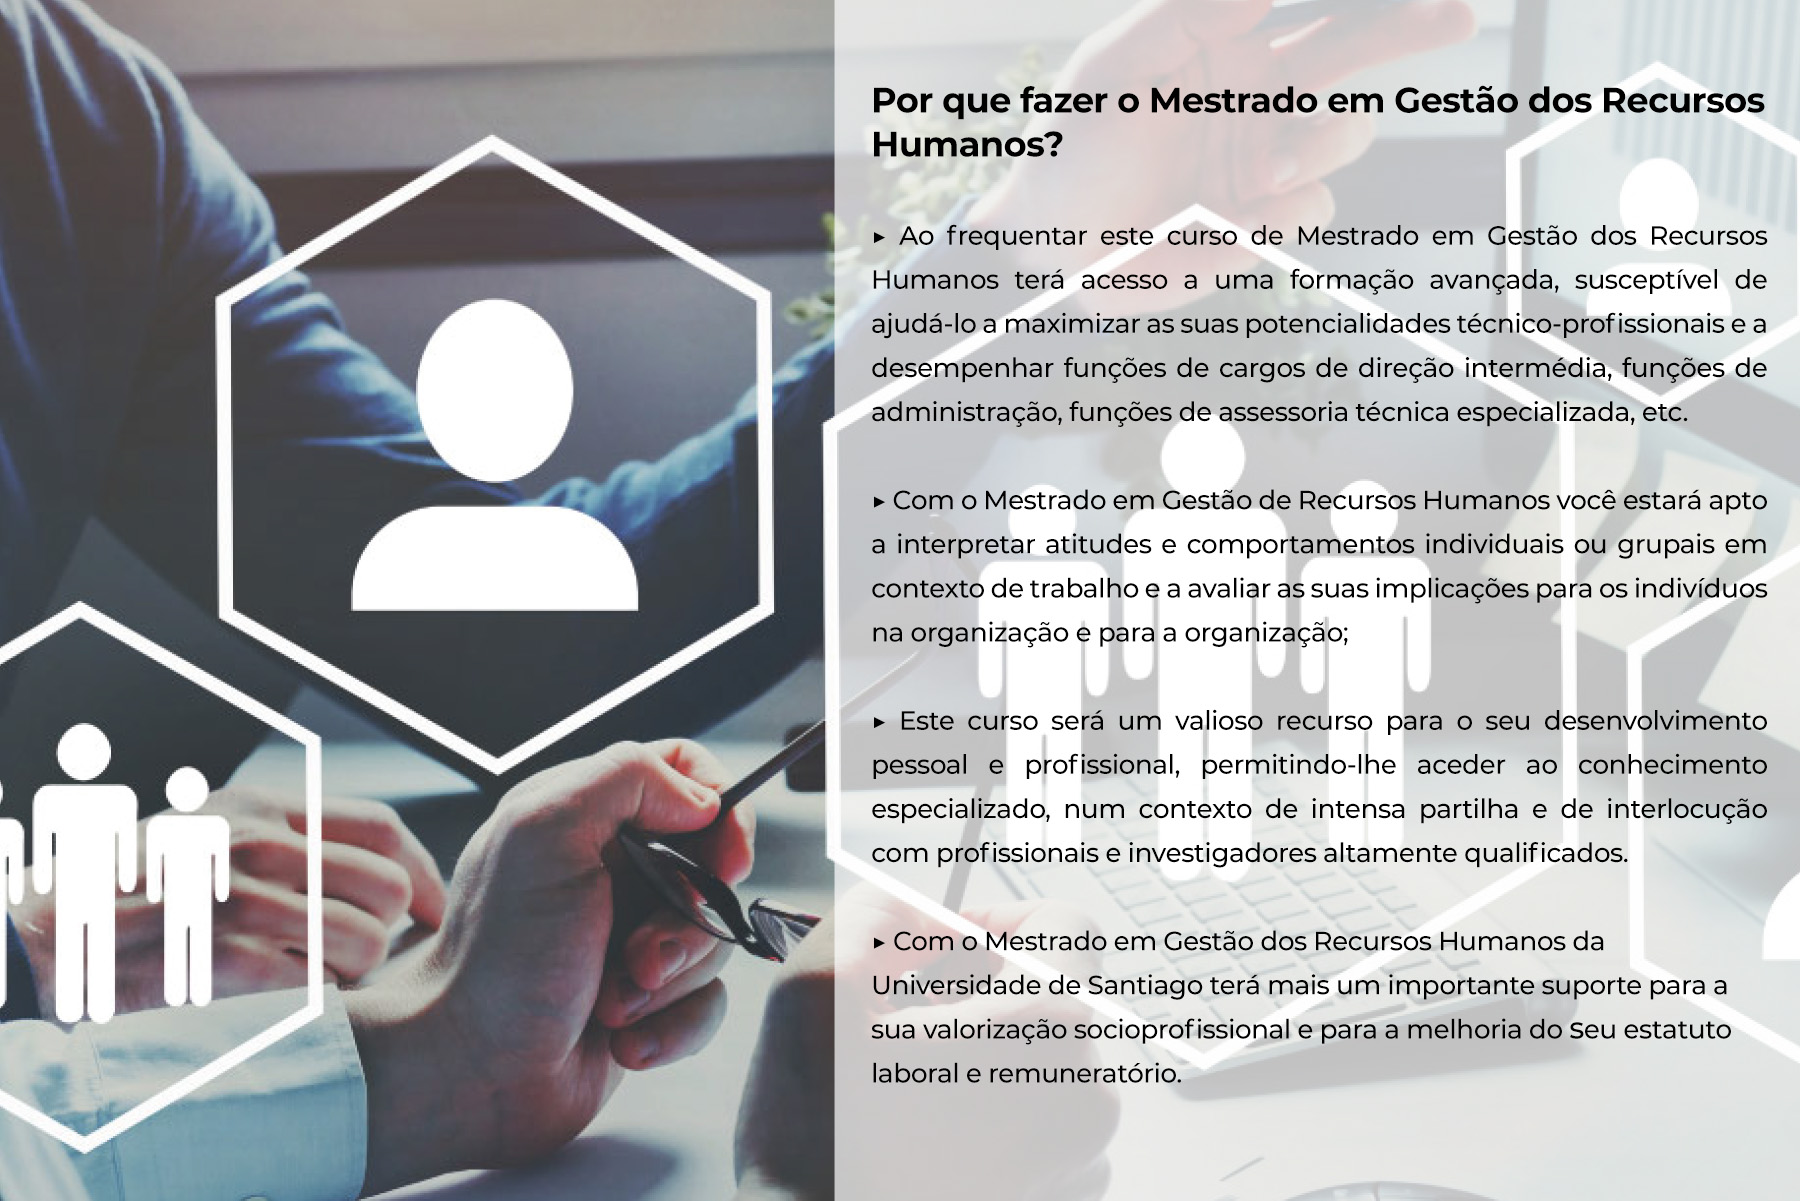 Por que fazer o Mestrado em Gestão dos Recursos
Humanos?
▸ Ao frequentar este curso de Mestrado em Gestão dos Recursos
Humanos terá acesso a uma formação avançada, susceptível de
ajudá-lo a maximizar as suas potencialidades técnico-profissionais e a
desempenhar funções de cargos de direção intermédia, funções de
administração, funções de assessoria técnica especializada, etc.
▸ Com o Mestrado em Gestão de Recursos Humanos você estará apto
a interpretar atitudes e comportamentos individuais ou grupais em
contexto de trabalho e a avaliar as suas implicações para os indivíduos
na organização e para a organização;
▸ Este curso será um valioso recurso para o seu desenvolvimento
pessoal e profissional, permitindo-lhe aceder ao conhecimento
especializado, num contexto de intensa partilha e de interlocução
com profissionais e investigadores altamente qualificados.
▸ Com o Mestrado em Gestão dos Recursos Humanos da
Universidade de Santiago terá mais um importante suporte para a
sua valorização socioprofissional e para a melhoria do seu estatuto
laboral e remuneratório.